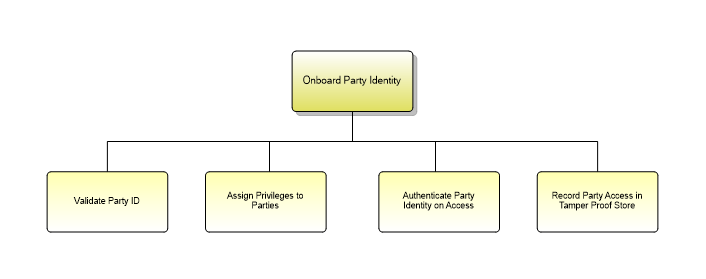 Onboard Party Identity
Validate Party ID
Assign Privileges to
Parties
Authenticate Party
Identity on Access
Record Party Access in
Tamper Proof Store